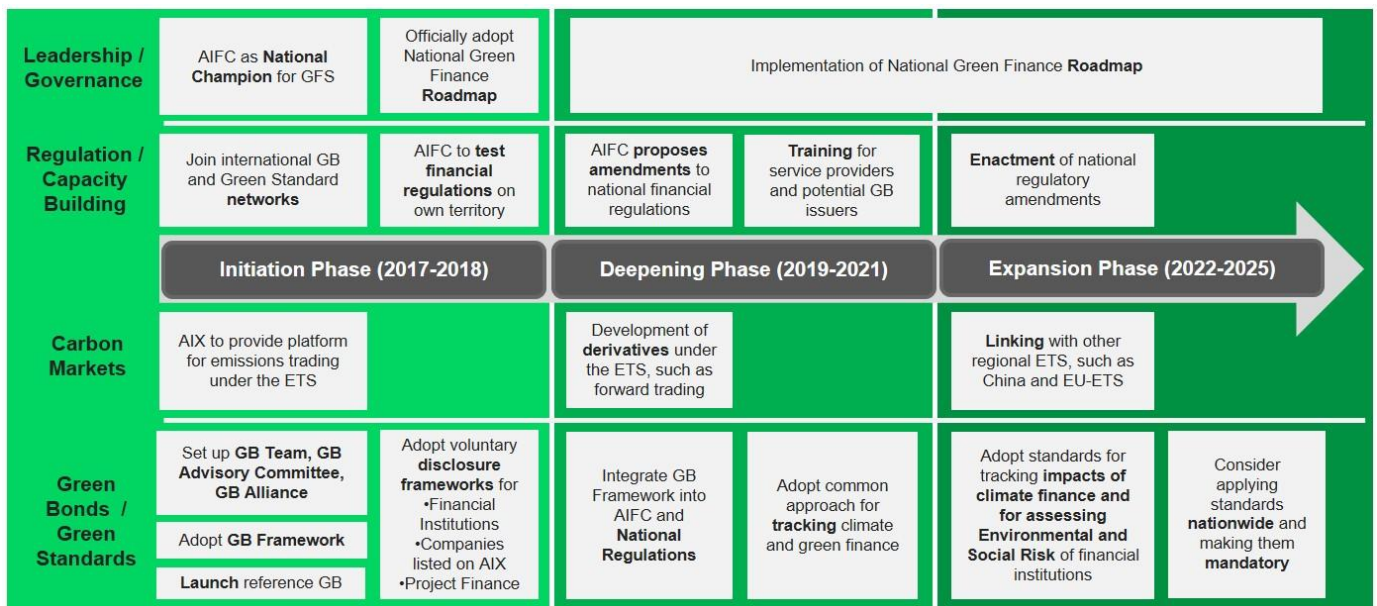 Leadership /
Governance
AIFC as National
Champion for GFS
Officially adopt
National Green
Finance
Roadmap
Implementation of National Green Finance Roadmap
Regulation /
Capacity
Building
Join international GB
and Green Standard
networks
AIFC to test
financial
regulations on
own territory
AIFC proposes
amendments to
national financial
regulations
Training for
service providers
and potential GB
issuers
Enactment of national
regulatory
amendments
Initiation Phase (2017-2018)
Deepening Phase (2019-2021)
Expansion Phase (2022-2025)
Carbon
Markets
AIX to provide platform
for emissions trading
under the ETS
Development of
derivatives under
the ETS, such as
forward trading
Linking with other
regional ETS, such as
China and EU-ETS
Green
Bonds /
Green
Standards
Set up GB Team, GB
Advisory Committee,
GB Alliance
Adopt GB Framework
Launch reference GB
Adopt voluntary
disclosure
frameworks for
•Financial
Institutions
•Companies
listed on AIX
•Project Finance
Integrate GB
Framework into
AIFC and
National
Regulations
Adopt common
approach for
tracking climate
and green finance
Adopt standards for
tracking impacts of
climate finance and
for assessing
Environmental and
Social Risk of financial
institutions
Consider
applying
standards
nationwide and
making them
mandatory